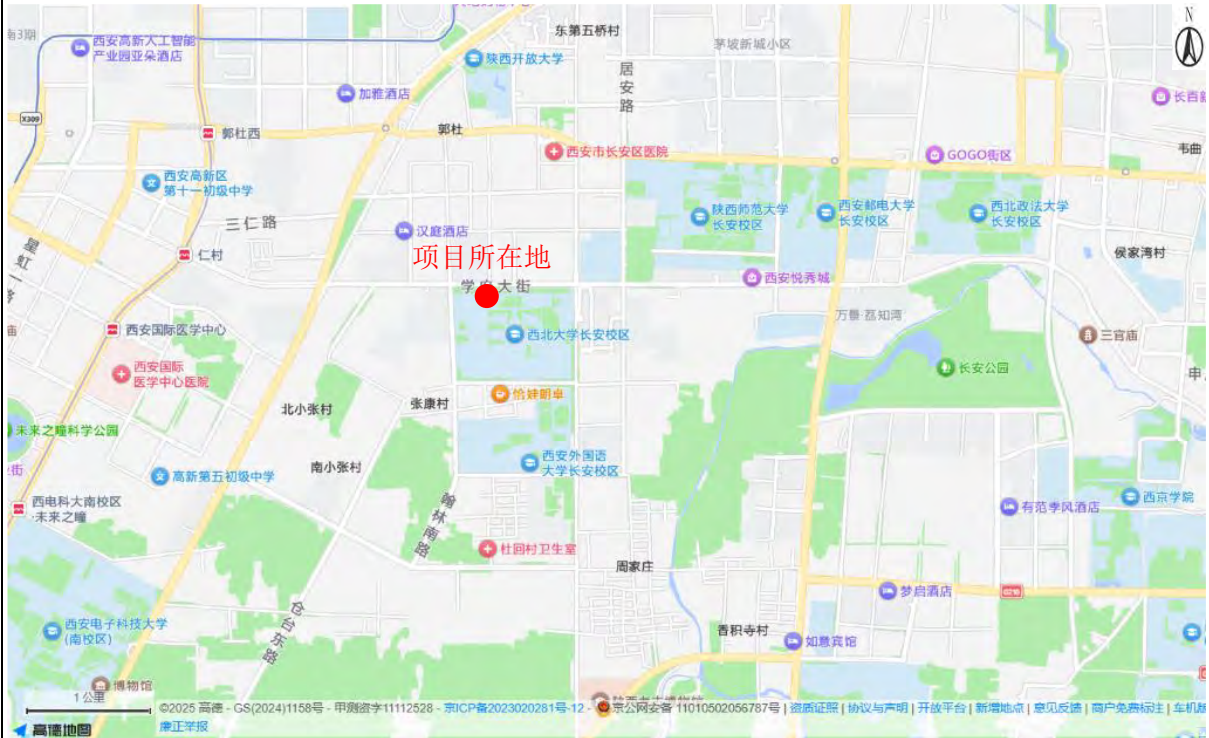 N
东第五桥村
茅坡新城小区
西安高新人工智能
产业园亚朵酒店
陕西开放大学
居安路
加雅酒店
长百
X309
郭杜西
郭杜
西安市长安区医院
GOGO街区
韦曲
西安高新区
第十一初级中学
陕西师范大学
长安校区
西安邮电大学
长安校区
西北政法大学
长安校区
三仁路
汉庭酒店
仁村
项目所在地
侯家湾村
星虹一路
学府大街
西安悦秀城
万景·荔知湾
西安国际医学中心
西北大学长安校区
三官庙
西安国际
医学中心医院
长安公园
申
北小张村
张康村
恰娃明卓
未来之瞳科学公园
南小张村
高新第五初级中学
西安外国语
大学长安校区
西电科大南校区
·未来之瞳
翰林南路
有范季风酒店
西京学院
杜回村卫生室
周家庄
梦启酒店
G210
西安电子科技大学
(南校区)
仓台东路
香积寺村
如意宾馆
博物馆
1 公里
©2025 高德 - GS(2024)1158号 - 甲测资字11112528 - 京ICP备2023020281号-12 - 京公网安备 11010502056787号 | 资质证照 | 协议与声明 | 开放平台 | 新增地点 | 意见反馈 | 商户免费标注 | 车机版
廉正举报
高德地图